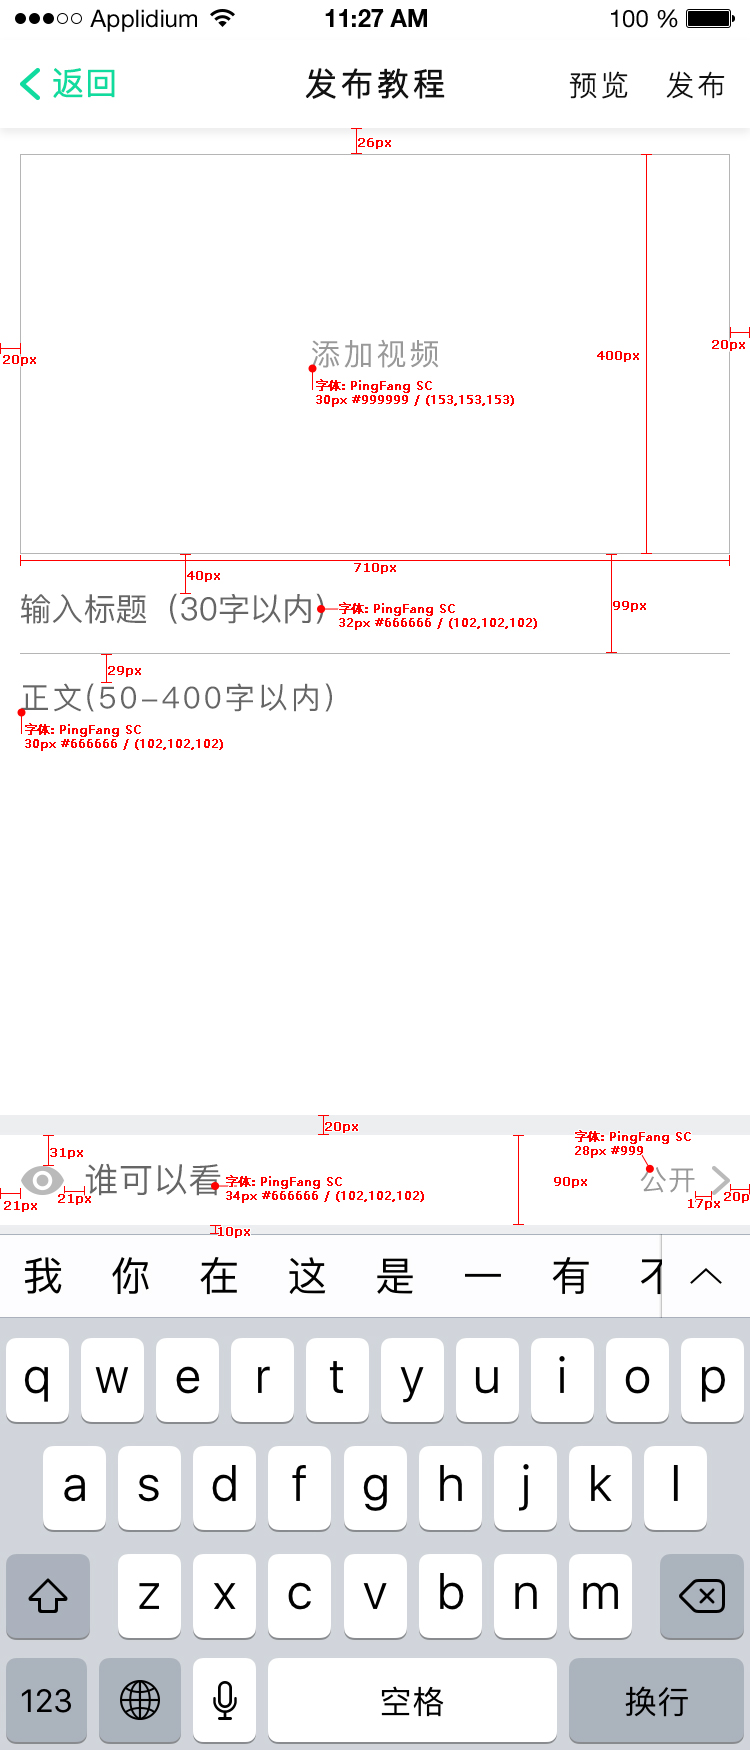 Applidium 11:27 AM 100 %
返回 发布教程 预览 发布
26px
添加视频
400px
20px
20px
字体: PingFang SC
30px #999999 / (153,153,153)
710px
40px
输入标题（30字以内）
字体: PingFang SC
32px #666666 / (102,102,102)
99px
29px
正文(50-400字以内)
字体: PingFang SC
30px #666666 / (102,102,102)
20px
31px
字体: PingFang SC
28px #999
谁可以看
字体: PingFang SC
34px #666666 / (102,102,102)
90px
公开
21px
21px
17px
20p
10px
我 你 在 这 是 一 有
q w e r t y u i o p
a s d f g h j k l
z x c v b n m
123 空格 换行